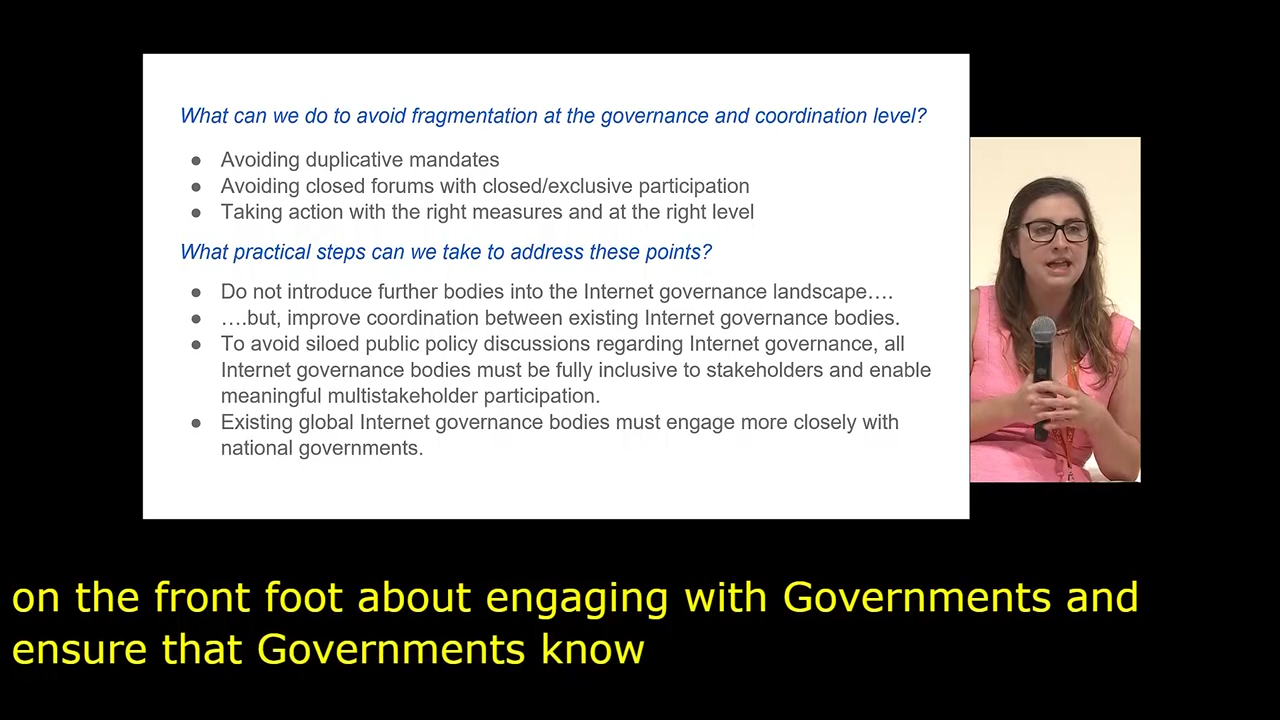 What can we do to avoid fragmentation at the governance and coordination level?
● Avoiding duplicative mandates
● Avoiding closed forums with closed/exclusive participation
● Taking action with the right measures and at the right level
What practical steps can we take to address these points?
● Do not introduce further bodies into the Internet governance landscape….
● ….but, improve coordination between existing Internet governance bodies.
● To avoid siloed public policy discussions regarding Internet governance, all
Internet governance bodies must be fully inclusive to stakeholders and enable
meaningful multistakeholder participation.
● Existing global Internet governance bodies must engage more closely with
national governments.
on the front foot about engaging with Governments and
ensure that Governments know